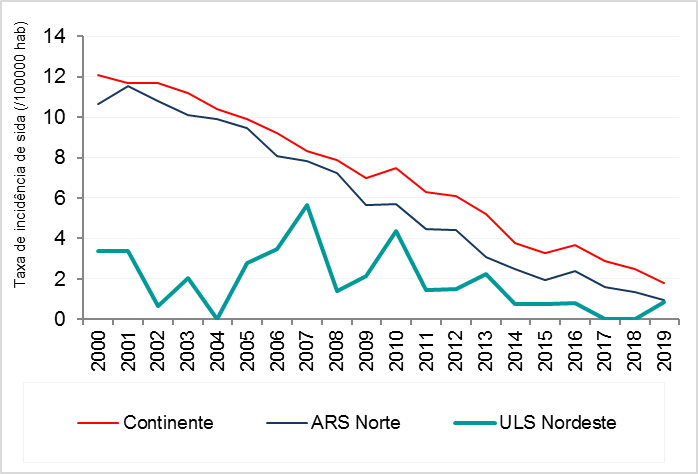 Taxa de incidência de sida (/100000 hab)
14
12
10
8
6
4
2
0
2000 2001 2002 2003 2004 2005 2006 2007 2008 2009 2010 2011 2012 2013 2014 2015 2016 2017 2018 2019
Continente ARS Norte ULS Nordeste